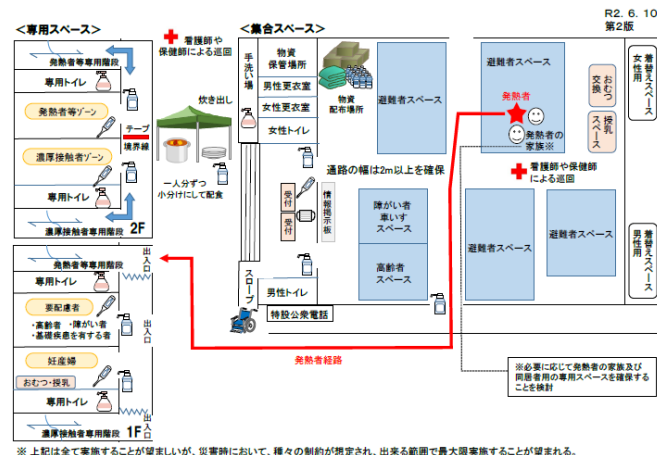 R2. 6. 10
第2版
<専用スペース>
発熱者等専用階段
専用トイレ
発熱者等ゾーン
テープ
境界線
濃厚接触者ゾーン
専用トイレ
濃厚接触者専用階段
2F
発熱者等専用階段
出入口
専用トイレ
要配慮者
・高齢者 ・障がい者
・基礎疾患を有する者
出入口
妊産婦
おむつ・授乳
専用トイレ
濃厚接触者専用階段
1F
出入口
看護師や
保健師による巡回
炊き出し
一人分ずつ
小分けにして配食
<集合スペース>
手洗い場
物資
保管場所
男性更衣室
女性更衣室
女性トイレ
物資
配布場所
避難者スペース
通路の幅は2m以上を確保
受付
受付
情報掲示板
障がい者
車いす
スペース
高齢者
スペース
スロープ
男性トイレ
特設公衆電話
避難者スペース
発熱者
発熱者の
家族※
おむつ
交換
授乳
スペース
女性用
着替えスペース
看護師や保健師
による巡回
避難者スペース
避難者スペース
男性用
着替えスペース
発熱者経路
※必要に応じて発熱者の家族及び
同居者用の専用スペースを確保する
ことを検討
※ 上記は全て実施することが望ましいが、災害時において、種々の制約が想定され、出来る範囲で最大限実施することが望まれる。